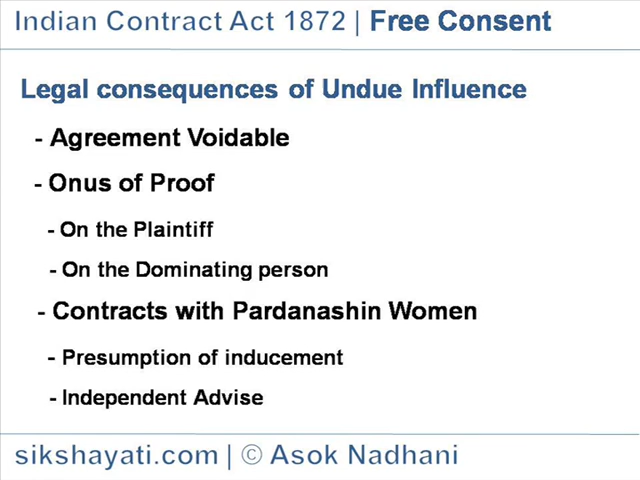 Indian Contract Act 1872 | Free Consent
Legal consequences of Undue Influence
- Agreement Voidable
- Onus of Proof
- On the Plaintiff
- On the Dominating person
- Contracts with Pardanashin Women
- Presumption of inducement
- Independent Advise
sikshayati.com | © Asok Nadhani